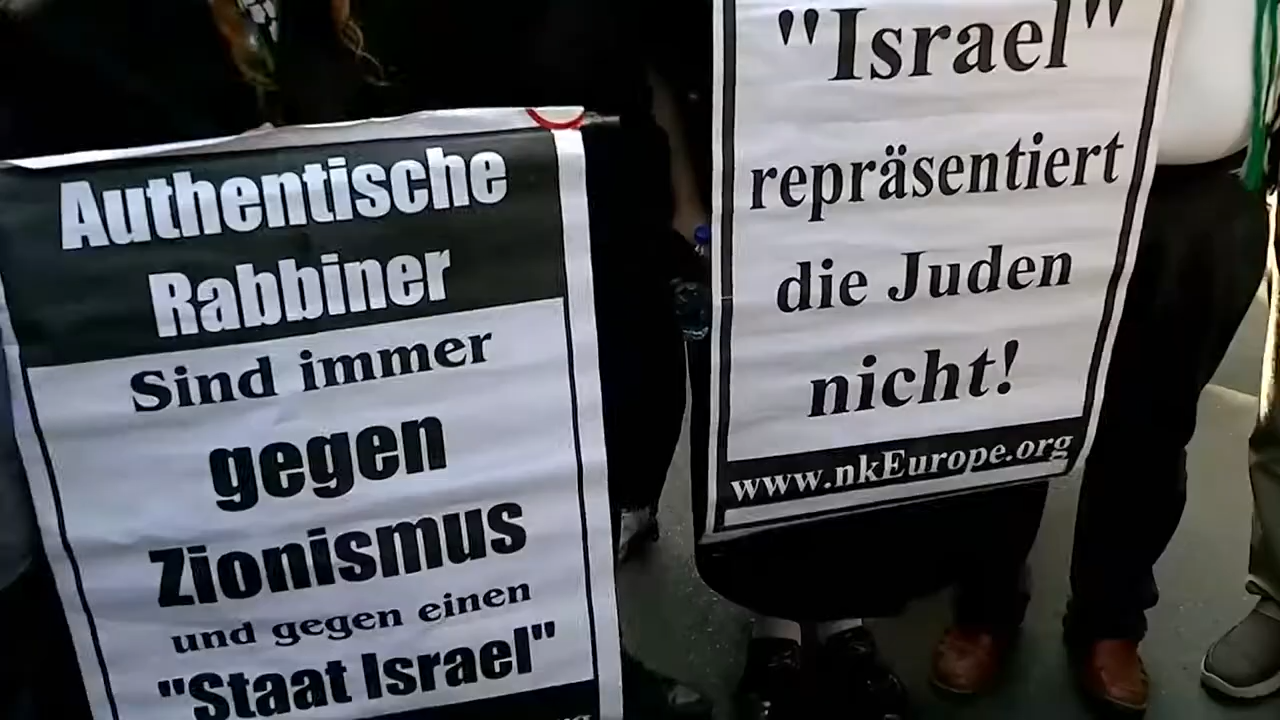 Authentische
Rabbiner
Sind immer
gegen
Zionismus
und gegen einen
"Staat Israel"
"Israel"
repräsentiert
die Juden
nicht!
www.nkEurope.org